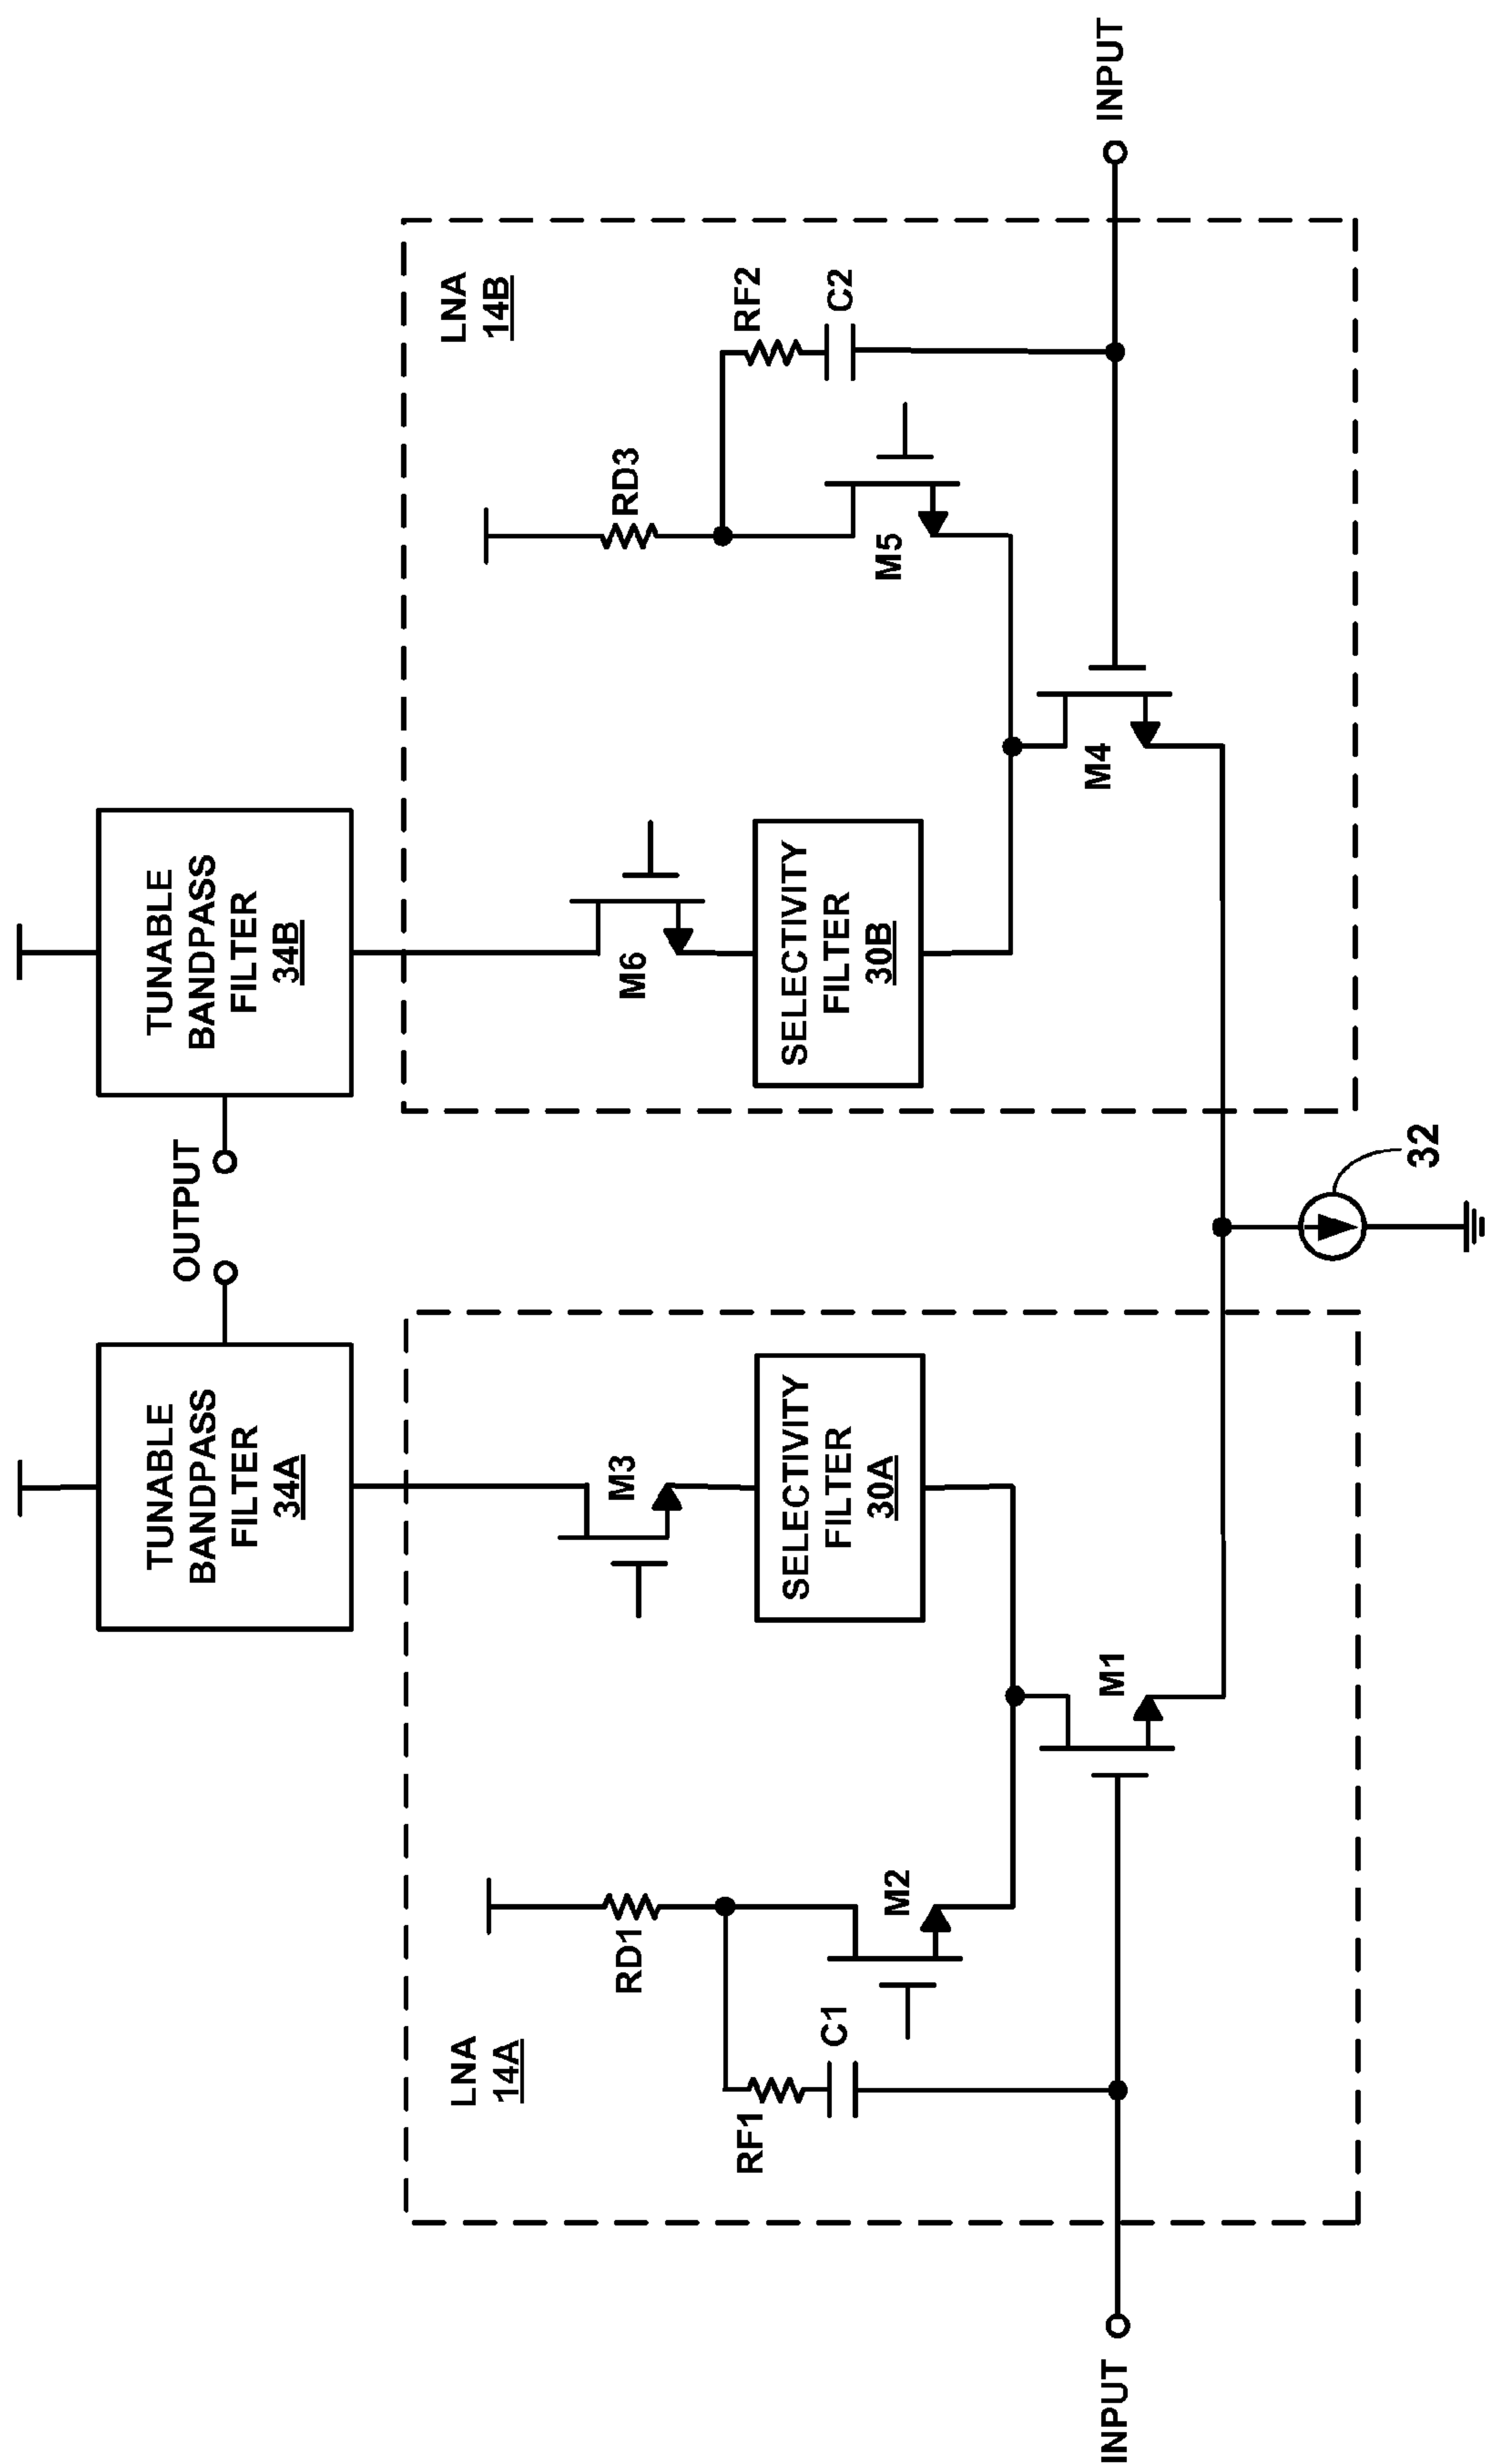 TUNABLE
BANDPASS
FILTER
34A
OUTPUT
TUNABLE
BANDPASS
FILTER
34B
LNA
14A
RD1
RF1
C1
M2
M3
SELECTIVITY
FILTER
30A
M1
INPUT
LNA
14B
M6
SELECTIVITY
FILTER
30B
RD3
RF2
C2
M5
M4
INPUT
32